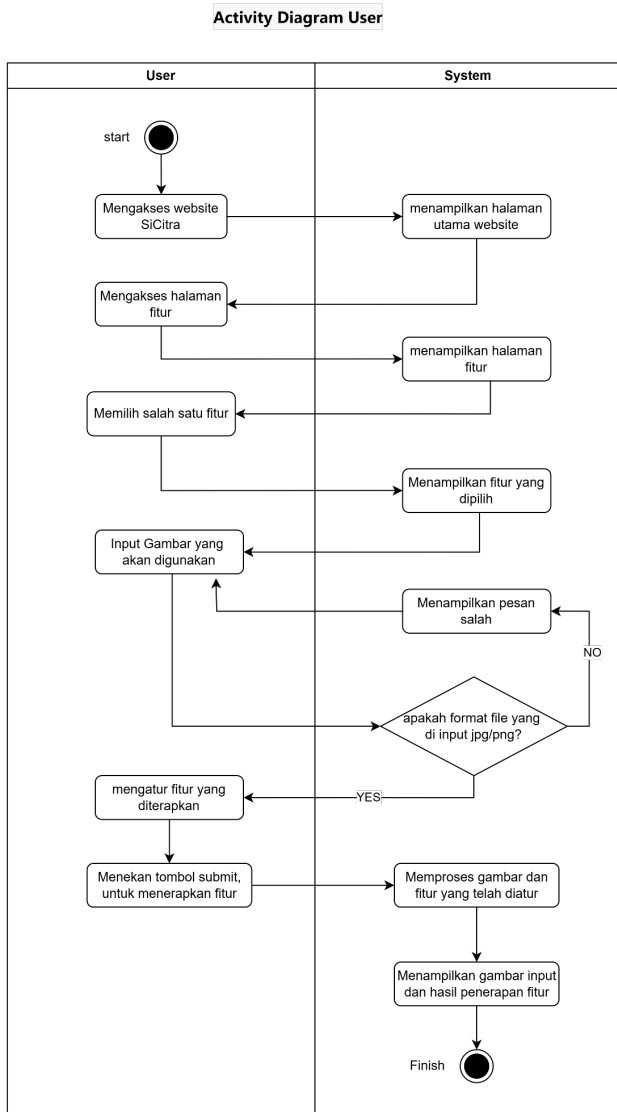 Activity Diagram User
User
System
start
Mengakses website
SiCitra
menampilkan halaman
utama website
Mengakses halaman
fitur
menampilkan halaman
fitur
Memilih salah satu fitur
Menampilkan fitur yang
dipilih
Input Gambar yang
akan digunakan
Menampilkan pesan
salah
NO
apakah format file yang
di input jpg/png?
YES
mengatur fitur yang
diterapkan
Menekan tombol submit,
untuk menerapkan fitur
Memproses gambar dan
fitur yang telah diatur
Menampilkan gambar input
dan hasil penerapan fitur
Finish